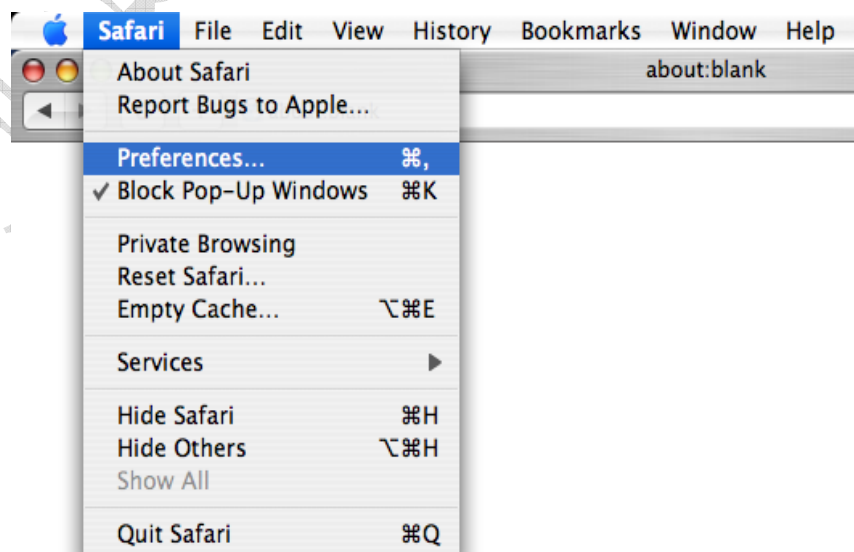 Safari File Edit View History Bookmarks Window Help
about:blank
About Safari
Report Bugs to Apple...
Preferences... ⌘,
✓ Block Pop-Up Windows ⌘K
Private Browsing
Reset Safari...
Empty Cache... ⌥⌘E
Services ▶
Hide Safari ⌘H
Hide Others ⌥⌘H
Show All
Quit Safari ⌘Q